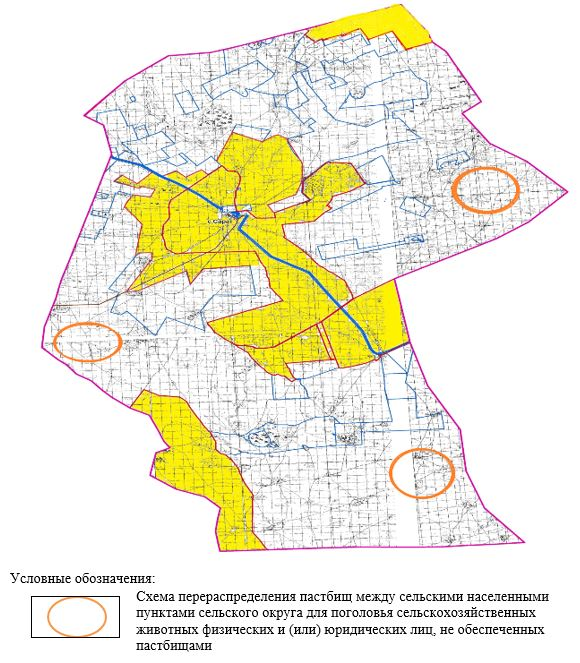 Условные обозначения:
Схема перераспределения пастбищ между сельскими населенными
пунктами сельского округа для поголовья сельскохозяйственных
животных физических и (или) юридических лиц, не обеспеченных
пастбищами